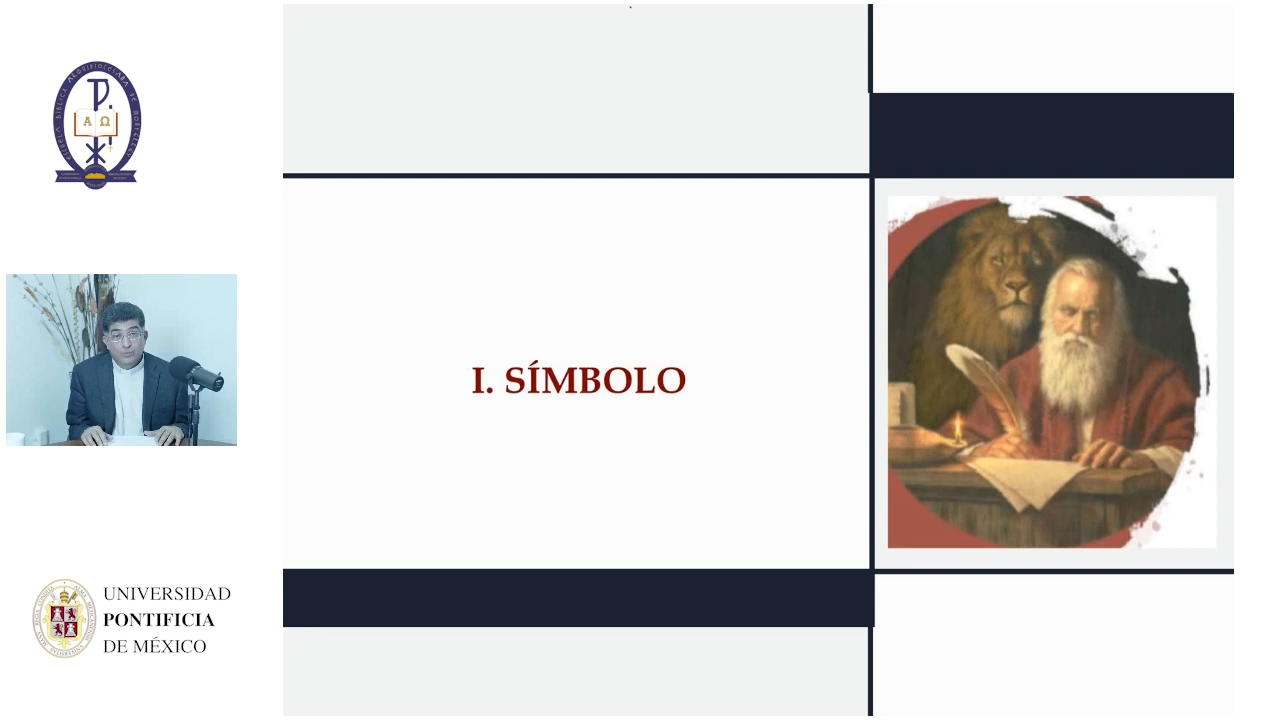 Α Ω
I. SÍMBOLO
UNIVERSIDAD
PONTIFICIA
DE MÉXICO